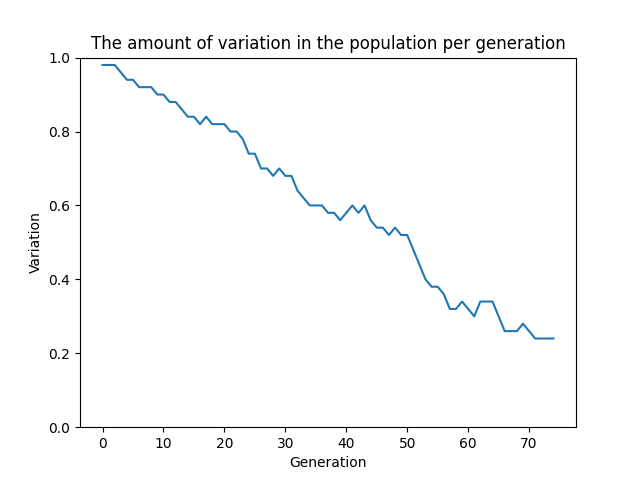 The amount of variation in the population per generation
1.0
0.8
0.6
0.4
0.2
0.0
Variation
0 10 20 30 40 50 60 70
Generation